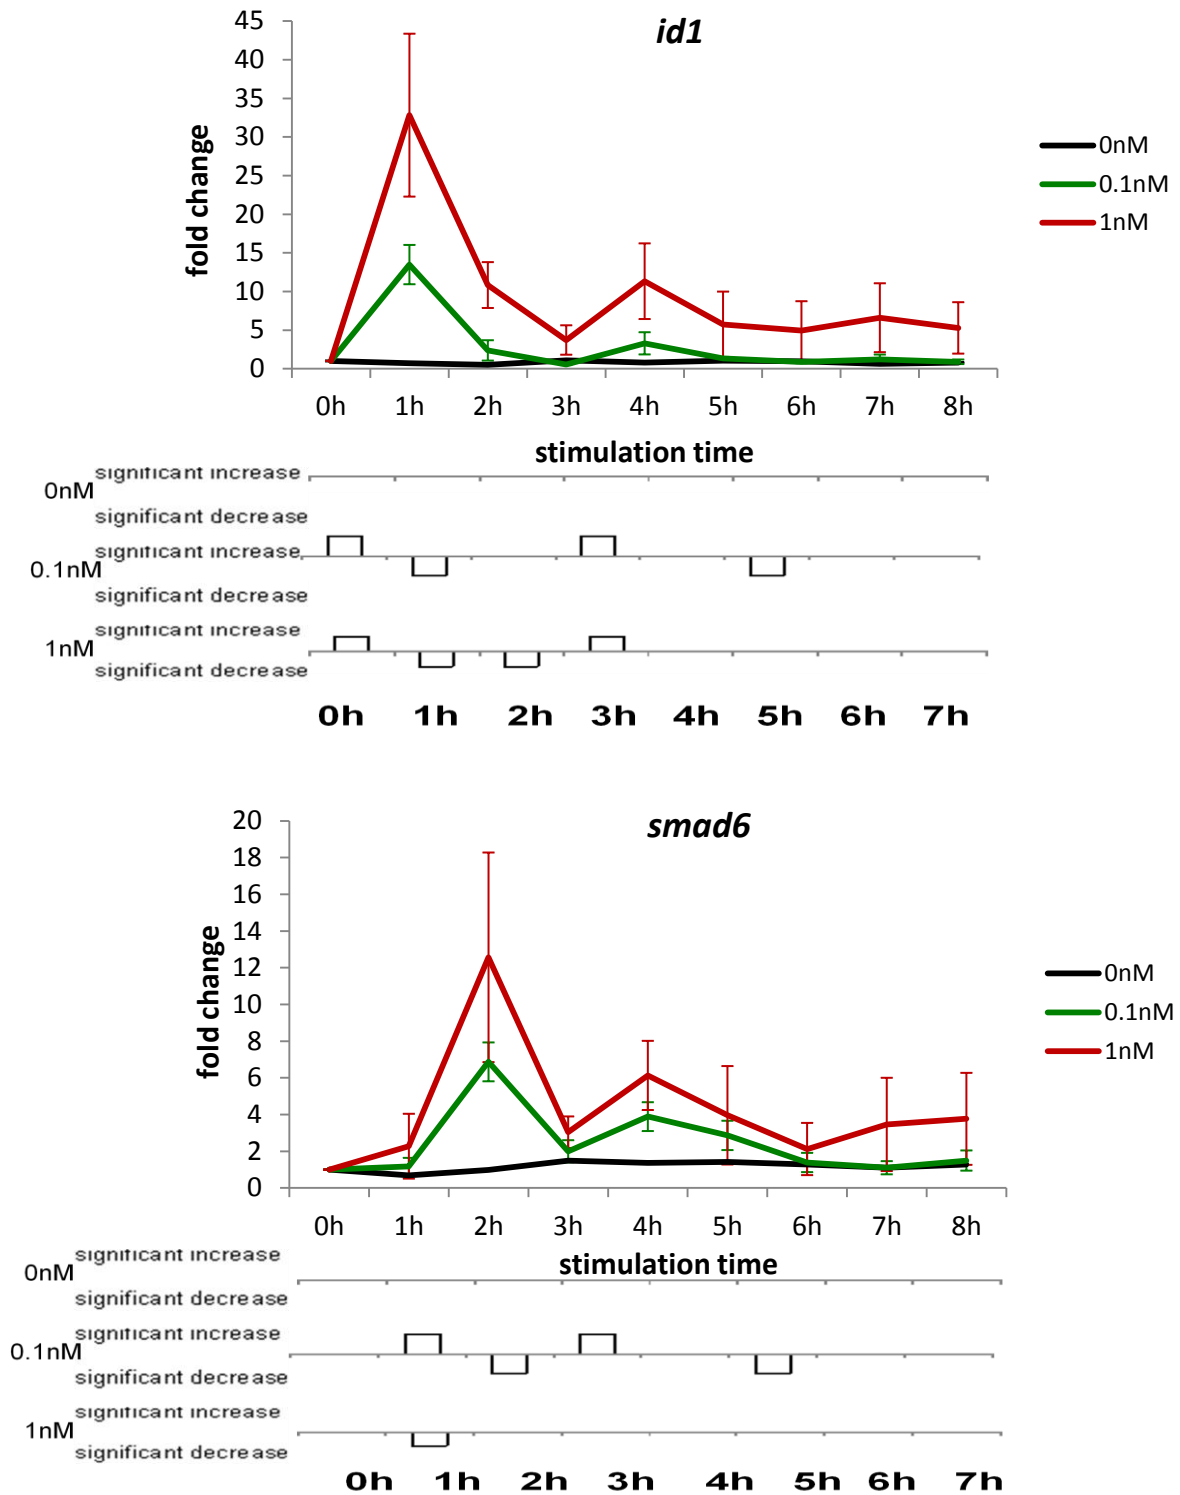 id1
45
40
35
30
25
20
15
10
5
0
fold change
0nM
0.1nM
1nM
0h 1h 2h 3h 4h 5h 6h 7h 8h
stimulation time
significant increase
0nM
significant decrease
significant increase
0.1nM
significant decrease
significant increase
1nM
significant decrease
0h 1h 2h 3h 4h 5h 6h 7h
smad6
20
18
16
14
12
10
8
6
4
2
0
fold change
0nM
0.1nM
1nM
0h 1h 2h 3h 4h 5h 6h 7h 8h
stimulation time
significant increase
0nM
significant decrease
significant increase
0.1nM
significant decrease
significant increase
1nM
significant decrease
0h 1h 2h 3h 4h 5h 6h 7h